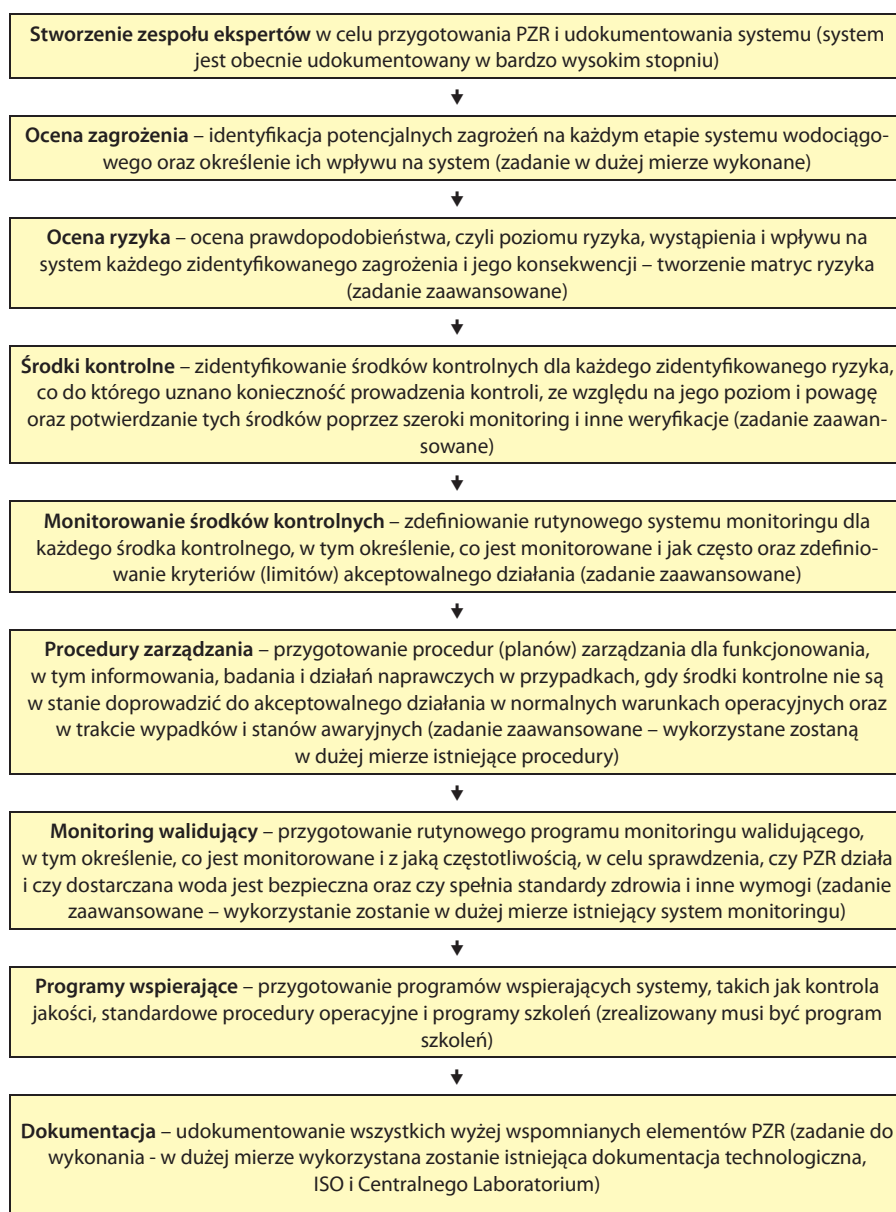 Stworzenie zespołu ekspertów w celu przygotowania PZR i udokumentowania systemu (system
jest obecnie udokumentowany w bardzo wysokim stopniu)
Ocena zagrożenia – identyfikacja potencjalnych zagrożeń na każdym etapie systemu wodociągo-
wego oraz określenie ich wpływu na system (zadanie w dużej mierze wykonane)
Ocena ryzyka – ocena prawdopodobieństwa, czyli poziomu ryzyka, wystąpienia i wpływu na
system każdego zidentyfikowanego zagrożenia i jego konsekwencji – tworzenie matryc ryzyka
(zadanie zaawansowane)
Środki kontrolne – zidentyfikowanie środków kontrolnych dla każdego zidentyfikowanego ryzyka,
co do którego uznano konieczność prowadzenia kontroli, ze względu na jego poziom i powagę
oraz potwierdzanie tych środków poprzez szeroki monitoring i inne weryfikacje (zadanie zaawan-
sowane)
Monitorowanie środków kontrolnych – zdefiniowanie rutynowego systemu monitoringu dla
każdego środka kontrolnego, w tym określenie, co jest monitorowane i jak często oraz zdefinio-
wanie kryteriów (limitów) akceptowalnego działania (zadanie zaawansowane)
Procedury zarządzania – przygotowanie procedur (planów) zarządzania dla funkcjonowania,
w tym informowania, badania i działań naprawczych w przypadkach, gdy środki kontrolne nie są
w stanie doprowadzić do akceptowalnego działania w normalnych warunkach operacyjnych oraz
w trakcie wypadków i stanów awaryjnych (zadanie zaawansowane – wykorzystane zostaną
w dużej mierze istniejące procedury)
Monitoring walidujący – przygotowanie rutynowego programu monitoringu walidującego,
w tym określenie, co jest monitorowane i z jaką częstotliwością, w celu sprawdzenia, czy PZR działa
i czy dostarczana woda jest bezpieczna oraz czy spełnia standardy zdrowia i inne wymogi (zadanie
zaawansowane – wykorzystanie zostanie w dużej mierze istniejący system monitoringu)
Programy wspierające – przygotowanie programów wspierających systemy, takich jak kontrola
jakości, standardowe procedury operacyjne i programy szkoleń (zrealizowany musi być program
szkoleń)
Dokumentacja – udokumentowanie wszystkich wyżej wspomnianych elementów PZR (zadanie do
wykonania - w dużej mierze wykorzystana zostanie istniejąca dokumentacja technologiczna,
ISO i Centralnego Laboratorium)